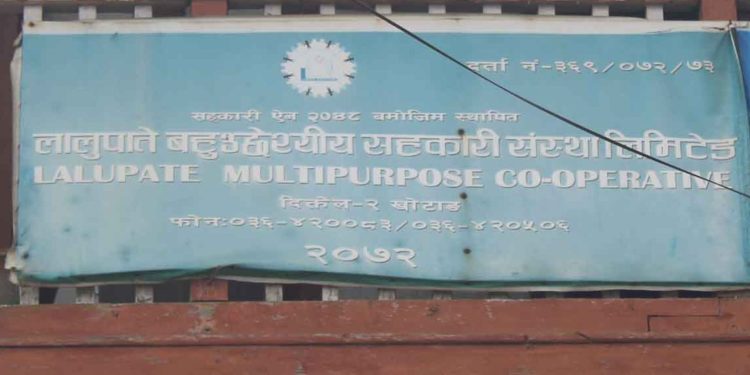 दर्ता नं-३६९/०७२/७३
सहकारी ऐन २०४८ बमोजिम स्थापित
लालुपाते बहुउद्धेश्यीय सहकारी संस्था लिमिटेड
LALUPATE MULTIPURPOSE CO-OPERATIVE
दिक्तेल-२ खोटाङ
फोन:०३६-४२००८३/०३६-४२०५०६
२०७२